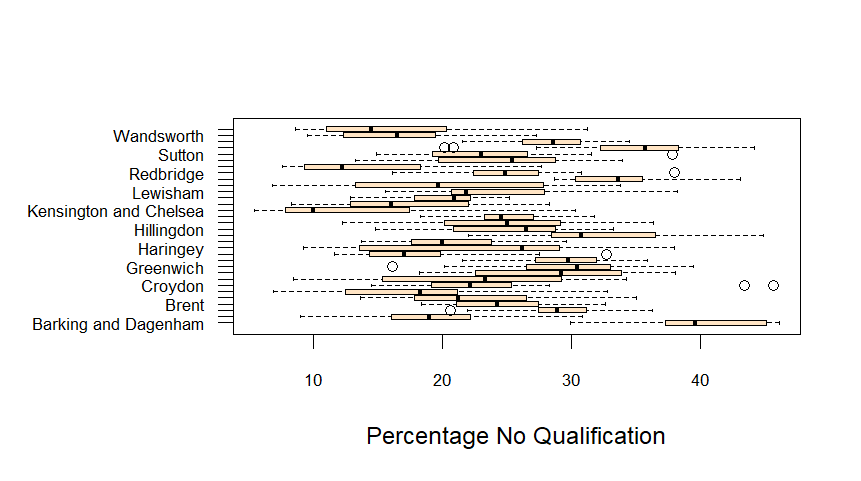 Wandsworth
Sutton
Redbridge
Lewisham
Kensington and Chelsea
Hillingdon
Haringey
Greenwich
Croydon
Brent
Barking and Dagenham
10 20 30 40
Percentage No Qualification